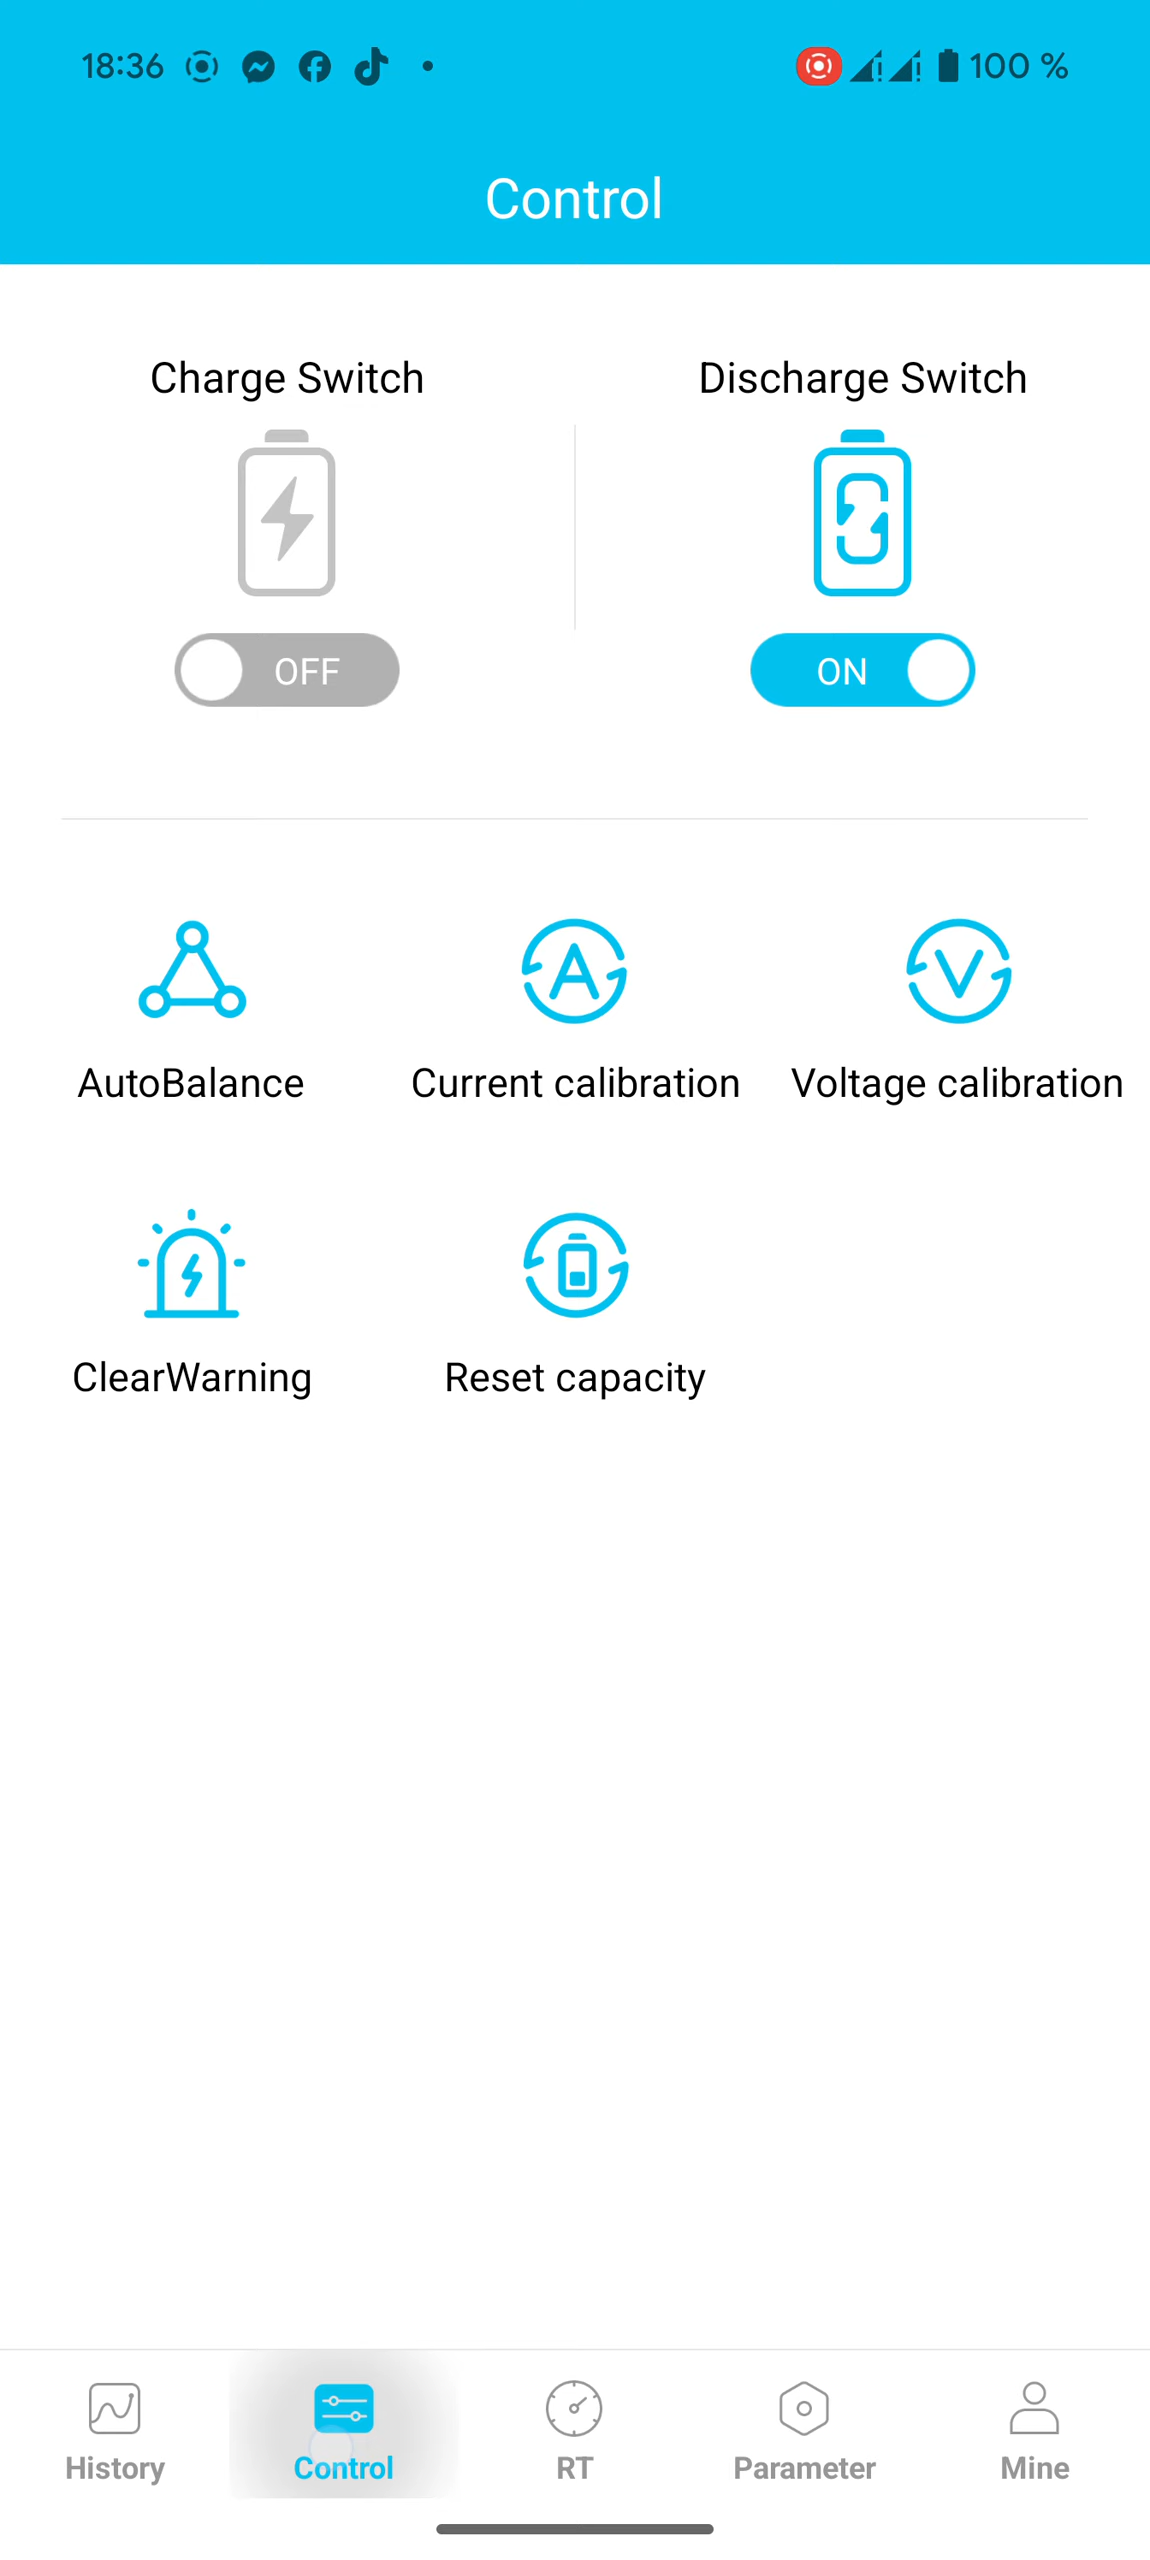 18:36
100 %
Control
Charge Switch
Discharge Switch
OFF
ON
AutoBalance
Current calibration
Voltage calibration
ClearWarning
Reset capacity
History
Control
RT
Parameter
Mine